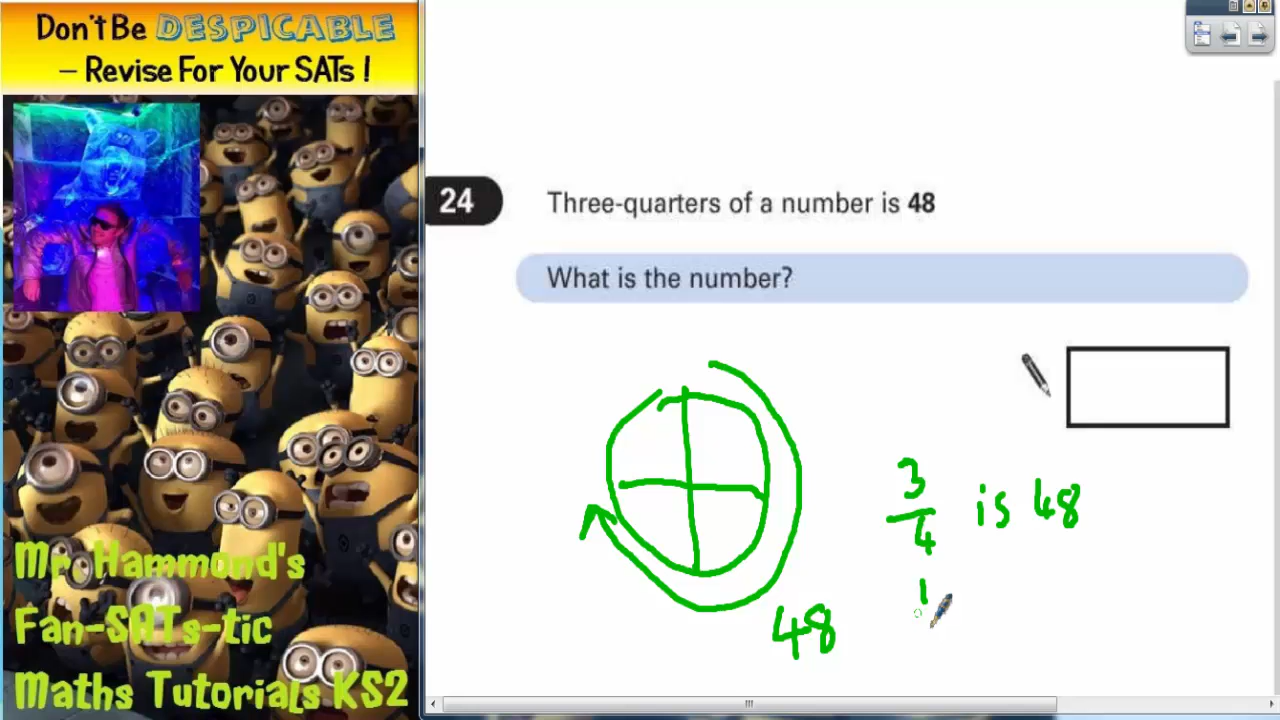 Don't Be DESPICABLE
– Revise For Your SATs !
24
Three-quarters of a number is 48
What is the number?
3/4 is 48
1
48
Mr. Hammond's
Fan-SATs-tic
Maths Tutorials KS2